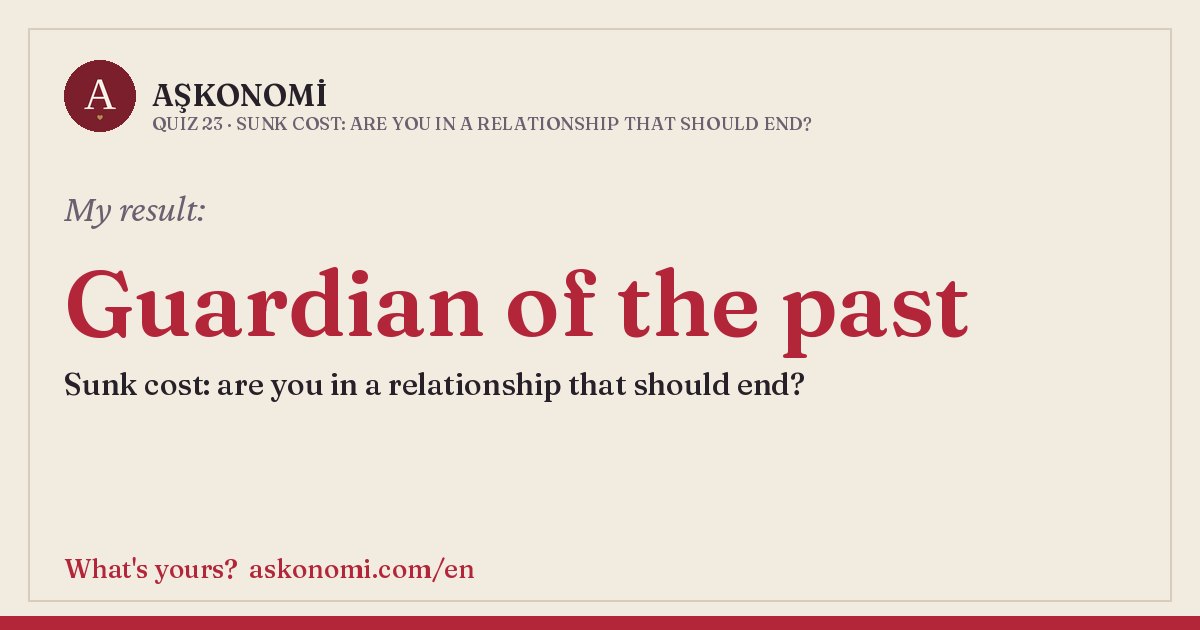 A
AŞKONOMİ
QUIZ 23 · SUNK COST: ARE YOU IN A RELATIONSHIP THAT SHOULD END?
My result:
Guardian of the past
Sunk cost: are you in a relationship that should end?
What's yours? askonomi.com/en